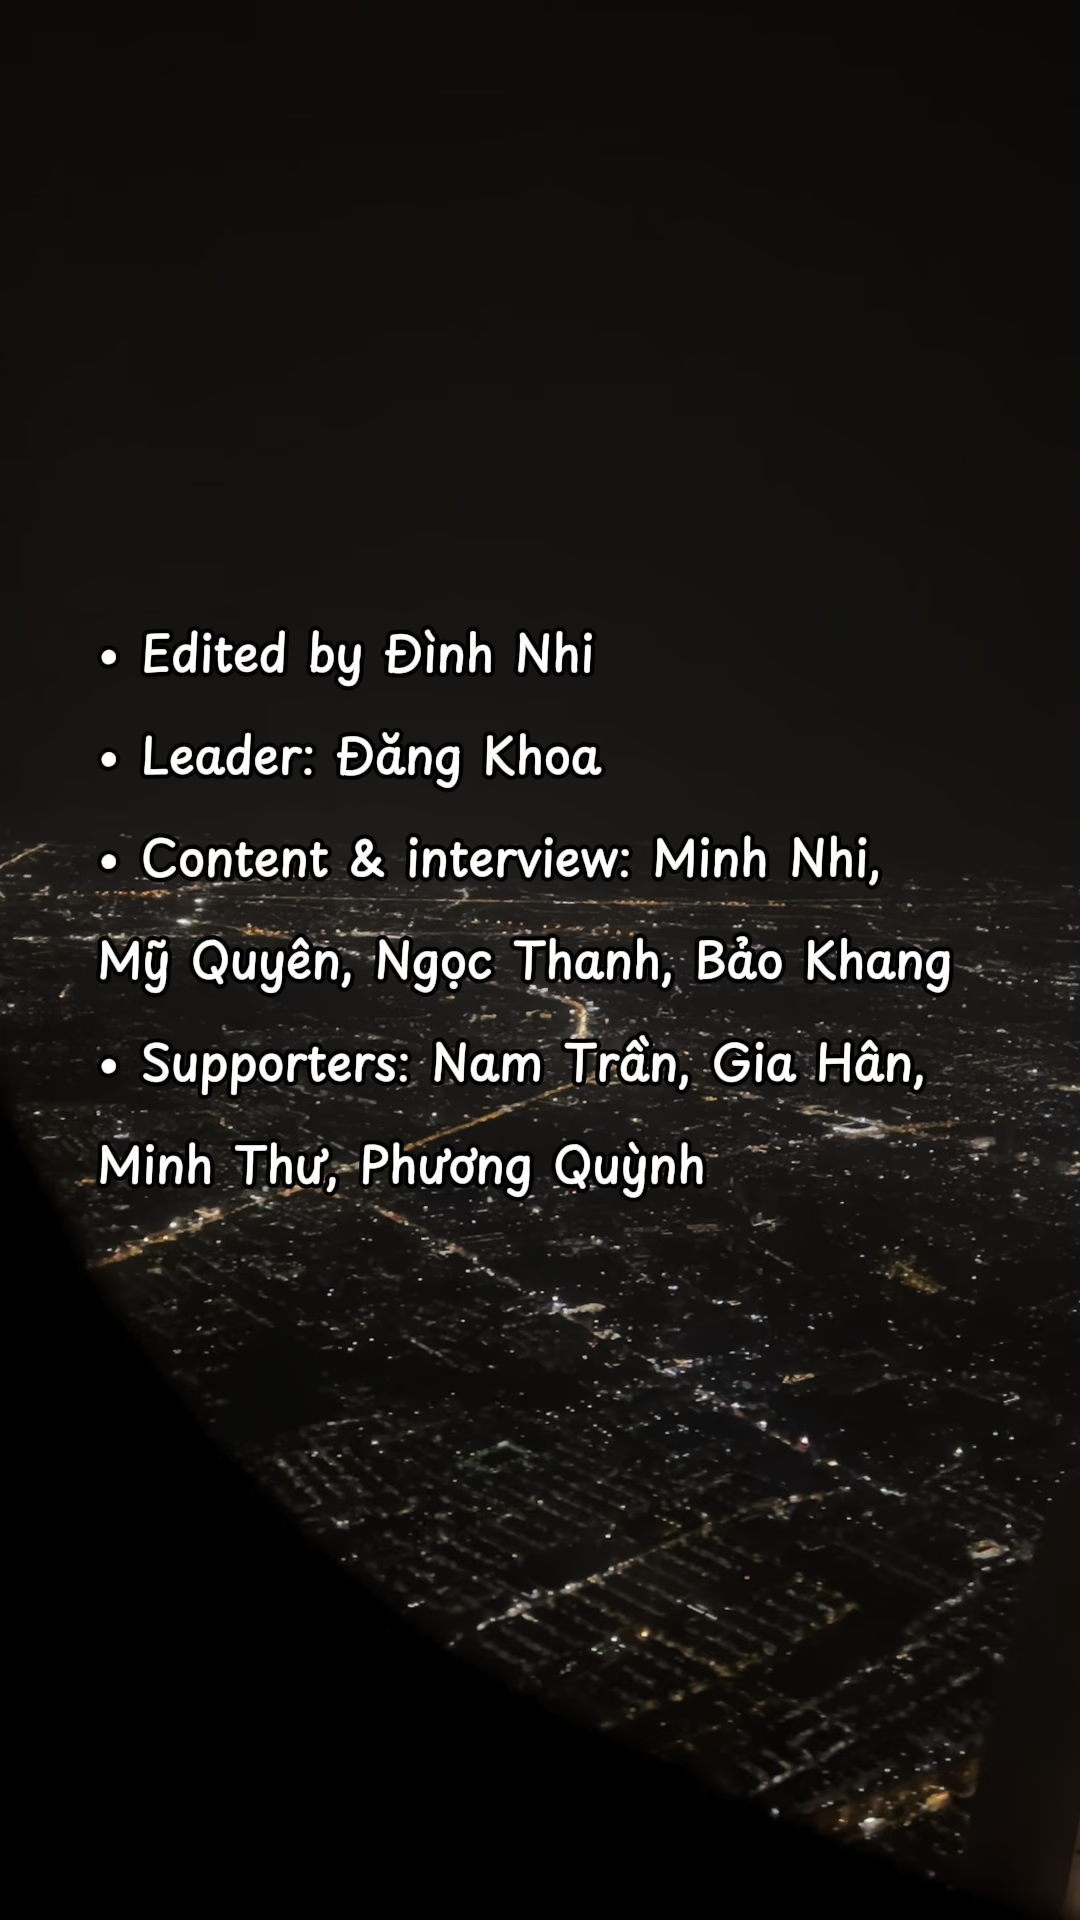 • Edited by Đình Nhi
• Leader: Đăng Khoa
• Content & interview: Minh Nhi,
Mỹ Quyên, Ngọc Thanh, Bảo Khang
• Supporters: Nam Trần, Gia Hân,
Minh Thư, Phương Quỳnh